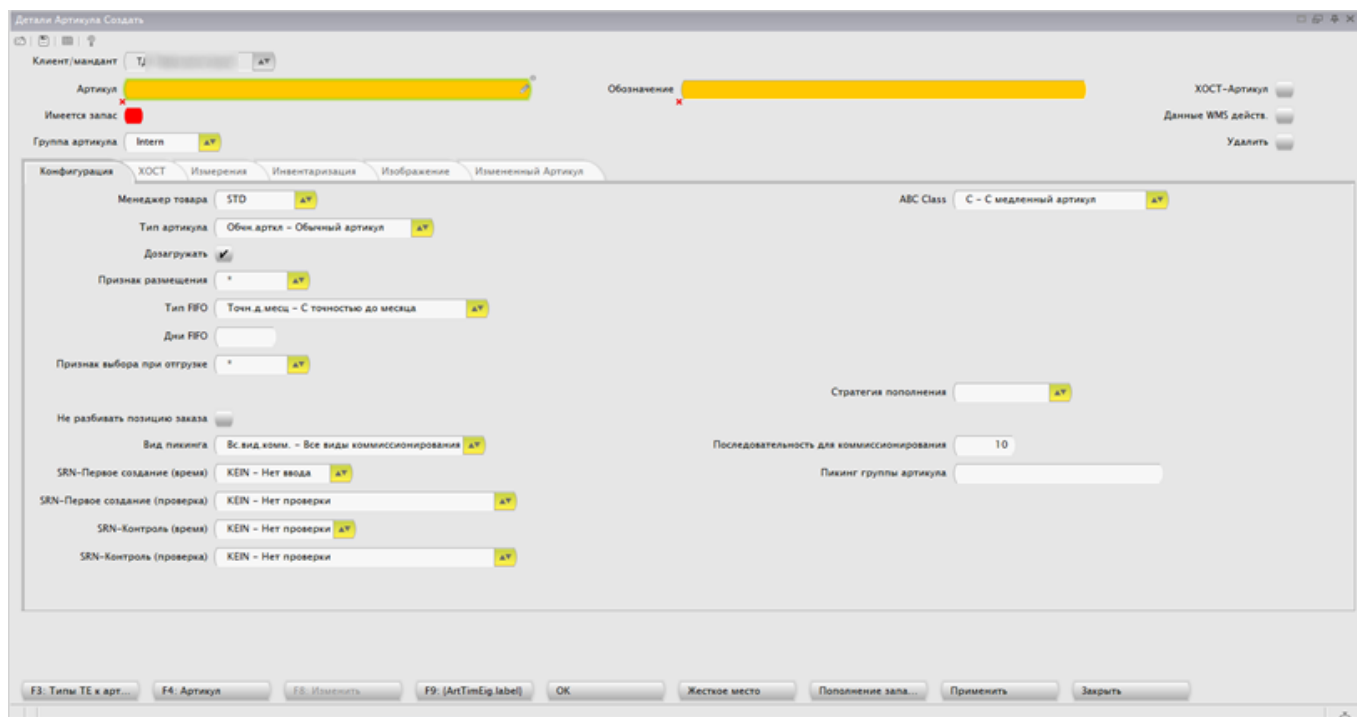 Детали Артикула Создать
Клиент/мандант
Артикул Обозначение ХОСТ-Артикул
Имеется запас Данные WMS действ.
Группа артикула Intern Удалить
Конфигурация ХОСТ Измерения Инвентаризация Изображение Измененный Артикул
Менеджер товара STD ABC Class C - C медленный артикул
Тип артикула Обчн.арткл - Обычный артикул
Дозагружать
Признак размещения *
Тип FIFO Точн.д.месц - С точностью до месяца
Дни FIFO
Признак выбора при отгрузке *
Стратегия пополнения
Не разбивать позицию заказа
Вид пикинга Вс.вид.комм. - Все виды коммиссионирования Последовательность для коммиссионирования 10
SRN-Первое создание (время) KEIN - Нет ввода Пикинг группы артикула
SRN-Первое создание (проверка) KEIN - Нет проверки
SRN-Контроль (время) KEIN - Нет проверки
SRN-Контроль (проверка) KEIN - Нет проверки
F3: Типы ТЕ к арт... F4: Артикул F8: Изменить F9: {ArtTimEig.label} OK Жесткое место Пополнение запа... Применить Закрыть